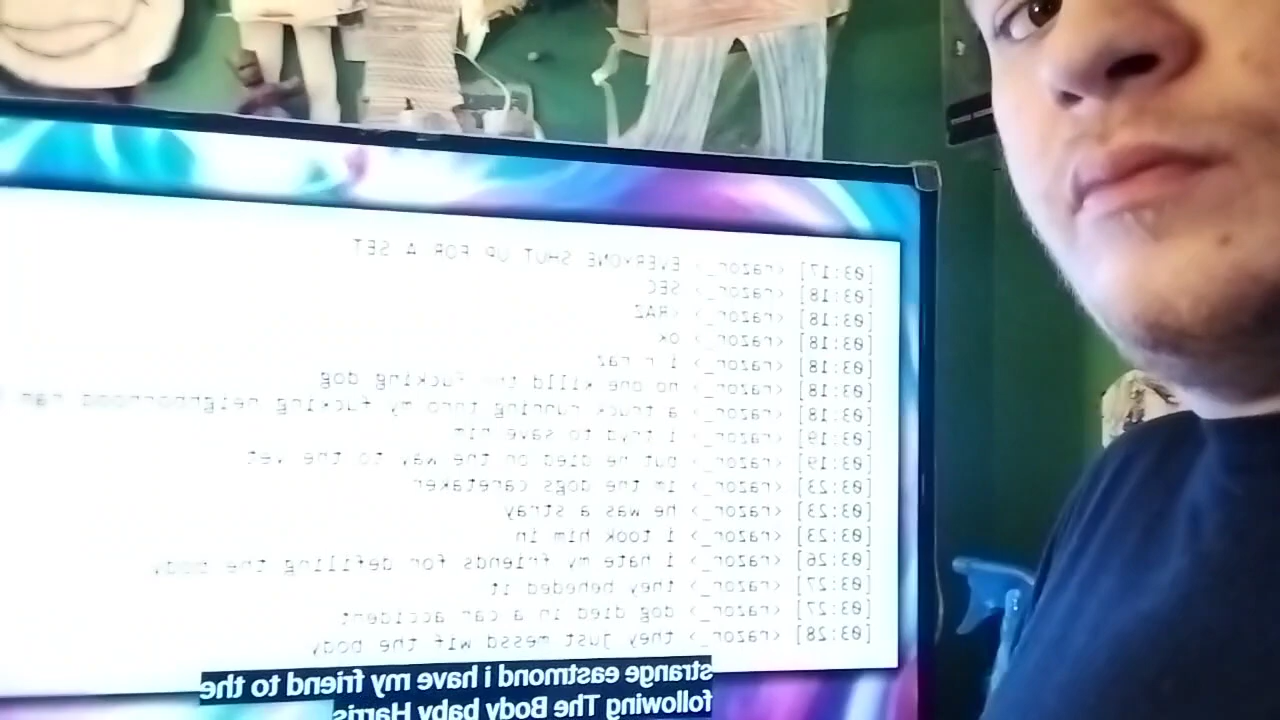 [03:17] <razor_> EVERYONE SHUT UP FOR A SET
[03:18] <razor_> SEC
[03:18] <razor_> <RAZ
[03:18] <razor_> ok
[03:18] <razor_> i r raz
[03:18] <razor_> no one killd the fucking dog
[03:18] <razor_> a truck running thro my fucking neighborhood ran
[03:19] <razor_> i tryd to save him
[03:19] <razor_> but he died on the way to the vet
[03:23] <razor_> im the dogs caretaker
[03:23] <razor_> he was a stray
[03:23] <razor_> i took him in
[03:26] <razor_> i hate my friends for defiling the body
[03:27] <razor_> they beheded it
[03:27] <razor_> dog died in a car accident
[03:28] <razor_> they just messd wif the body
strange eastmond i have my friend to the
following The Body baby Harris